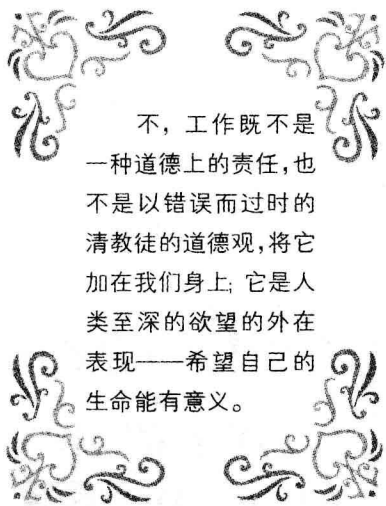 不，工作既不是
一种道德上的责任，也
不是以错误而过时的
清教徒的道德观，将它
加在我们身上；它是人
类至深的欲望的外在
表现——希望自己的
生命能有意义。